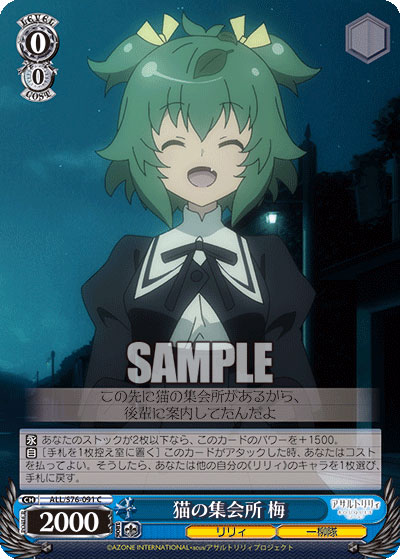 LEVEL
0
0
COST
SAMPLE
この先に猫の集会所があるから、
後輩に案内してたんだよ
永 あなたのストックが2枚以下なら、このカードのパワーを+1500。
自 [手札を1枚控え室に置く] このカードがアタックした時、あなたはコスト
を払ってよい。そうしたら、あなたは他の自分の《リリィ》のキャラを1枚選び、
手札に戻す。
CH ALL/S76-091 C
猫の集会所 梅
アサルトリリィ
2000
リリィ
一柳隊
©AZONE INTERNATIONAL・acus/アサルトリリィプロジェクト